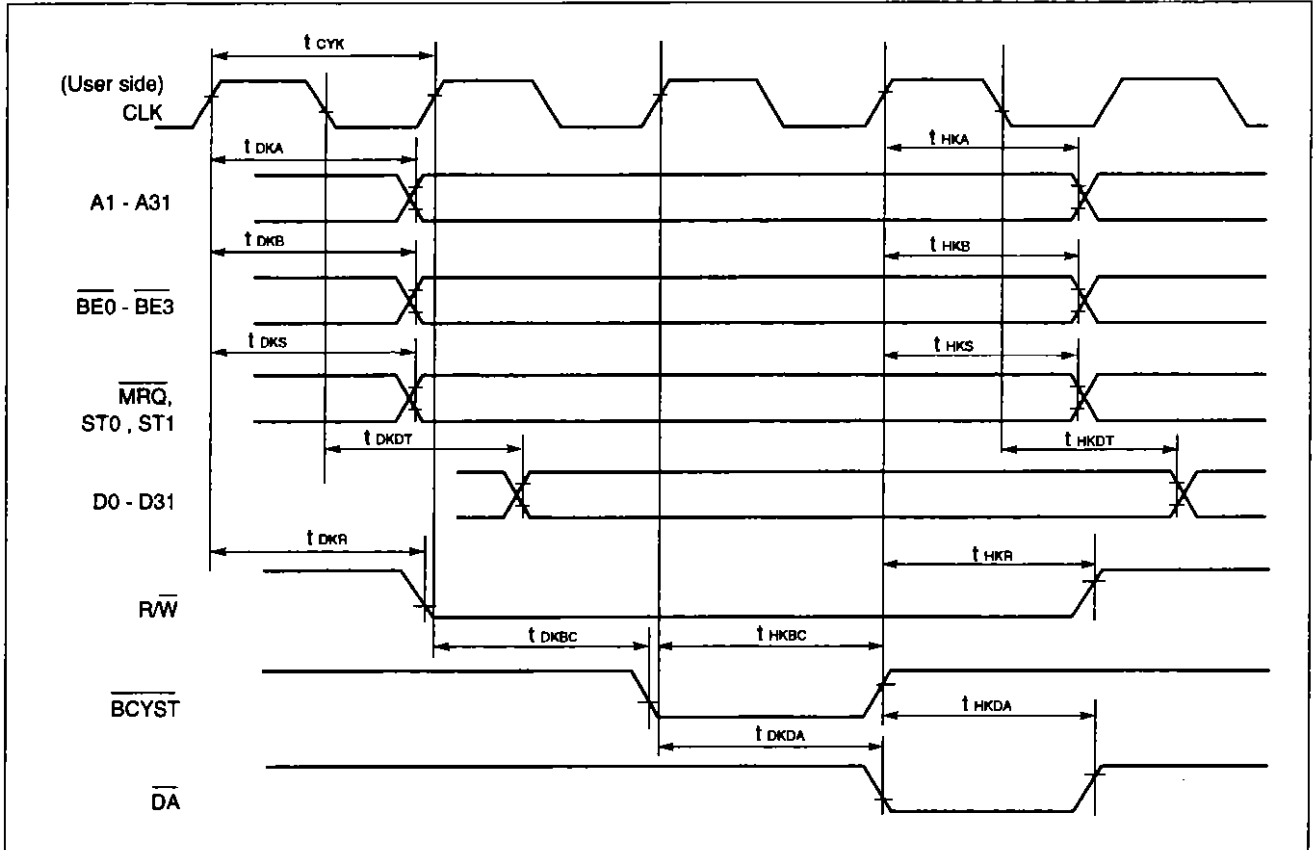 t CYK
(User side)
CLK
t DKA
t HKA
A1 - A31
t DKB
t HKB
BE0 - BE3
t DKS
t HKS
MRQ,
ST0 , ST1
t DKDT
t HKDT
D0 - D31
t DKR
t HKR
R/W
t DKBC
t HKBC
BCYST
t HKDA
t DKDA
DA